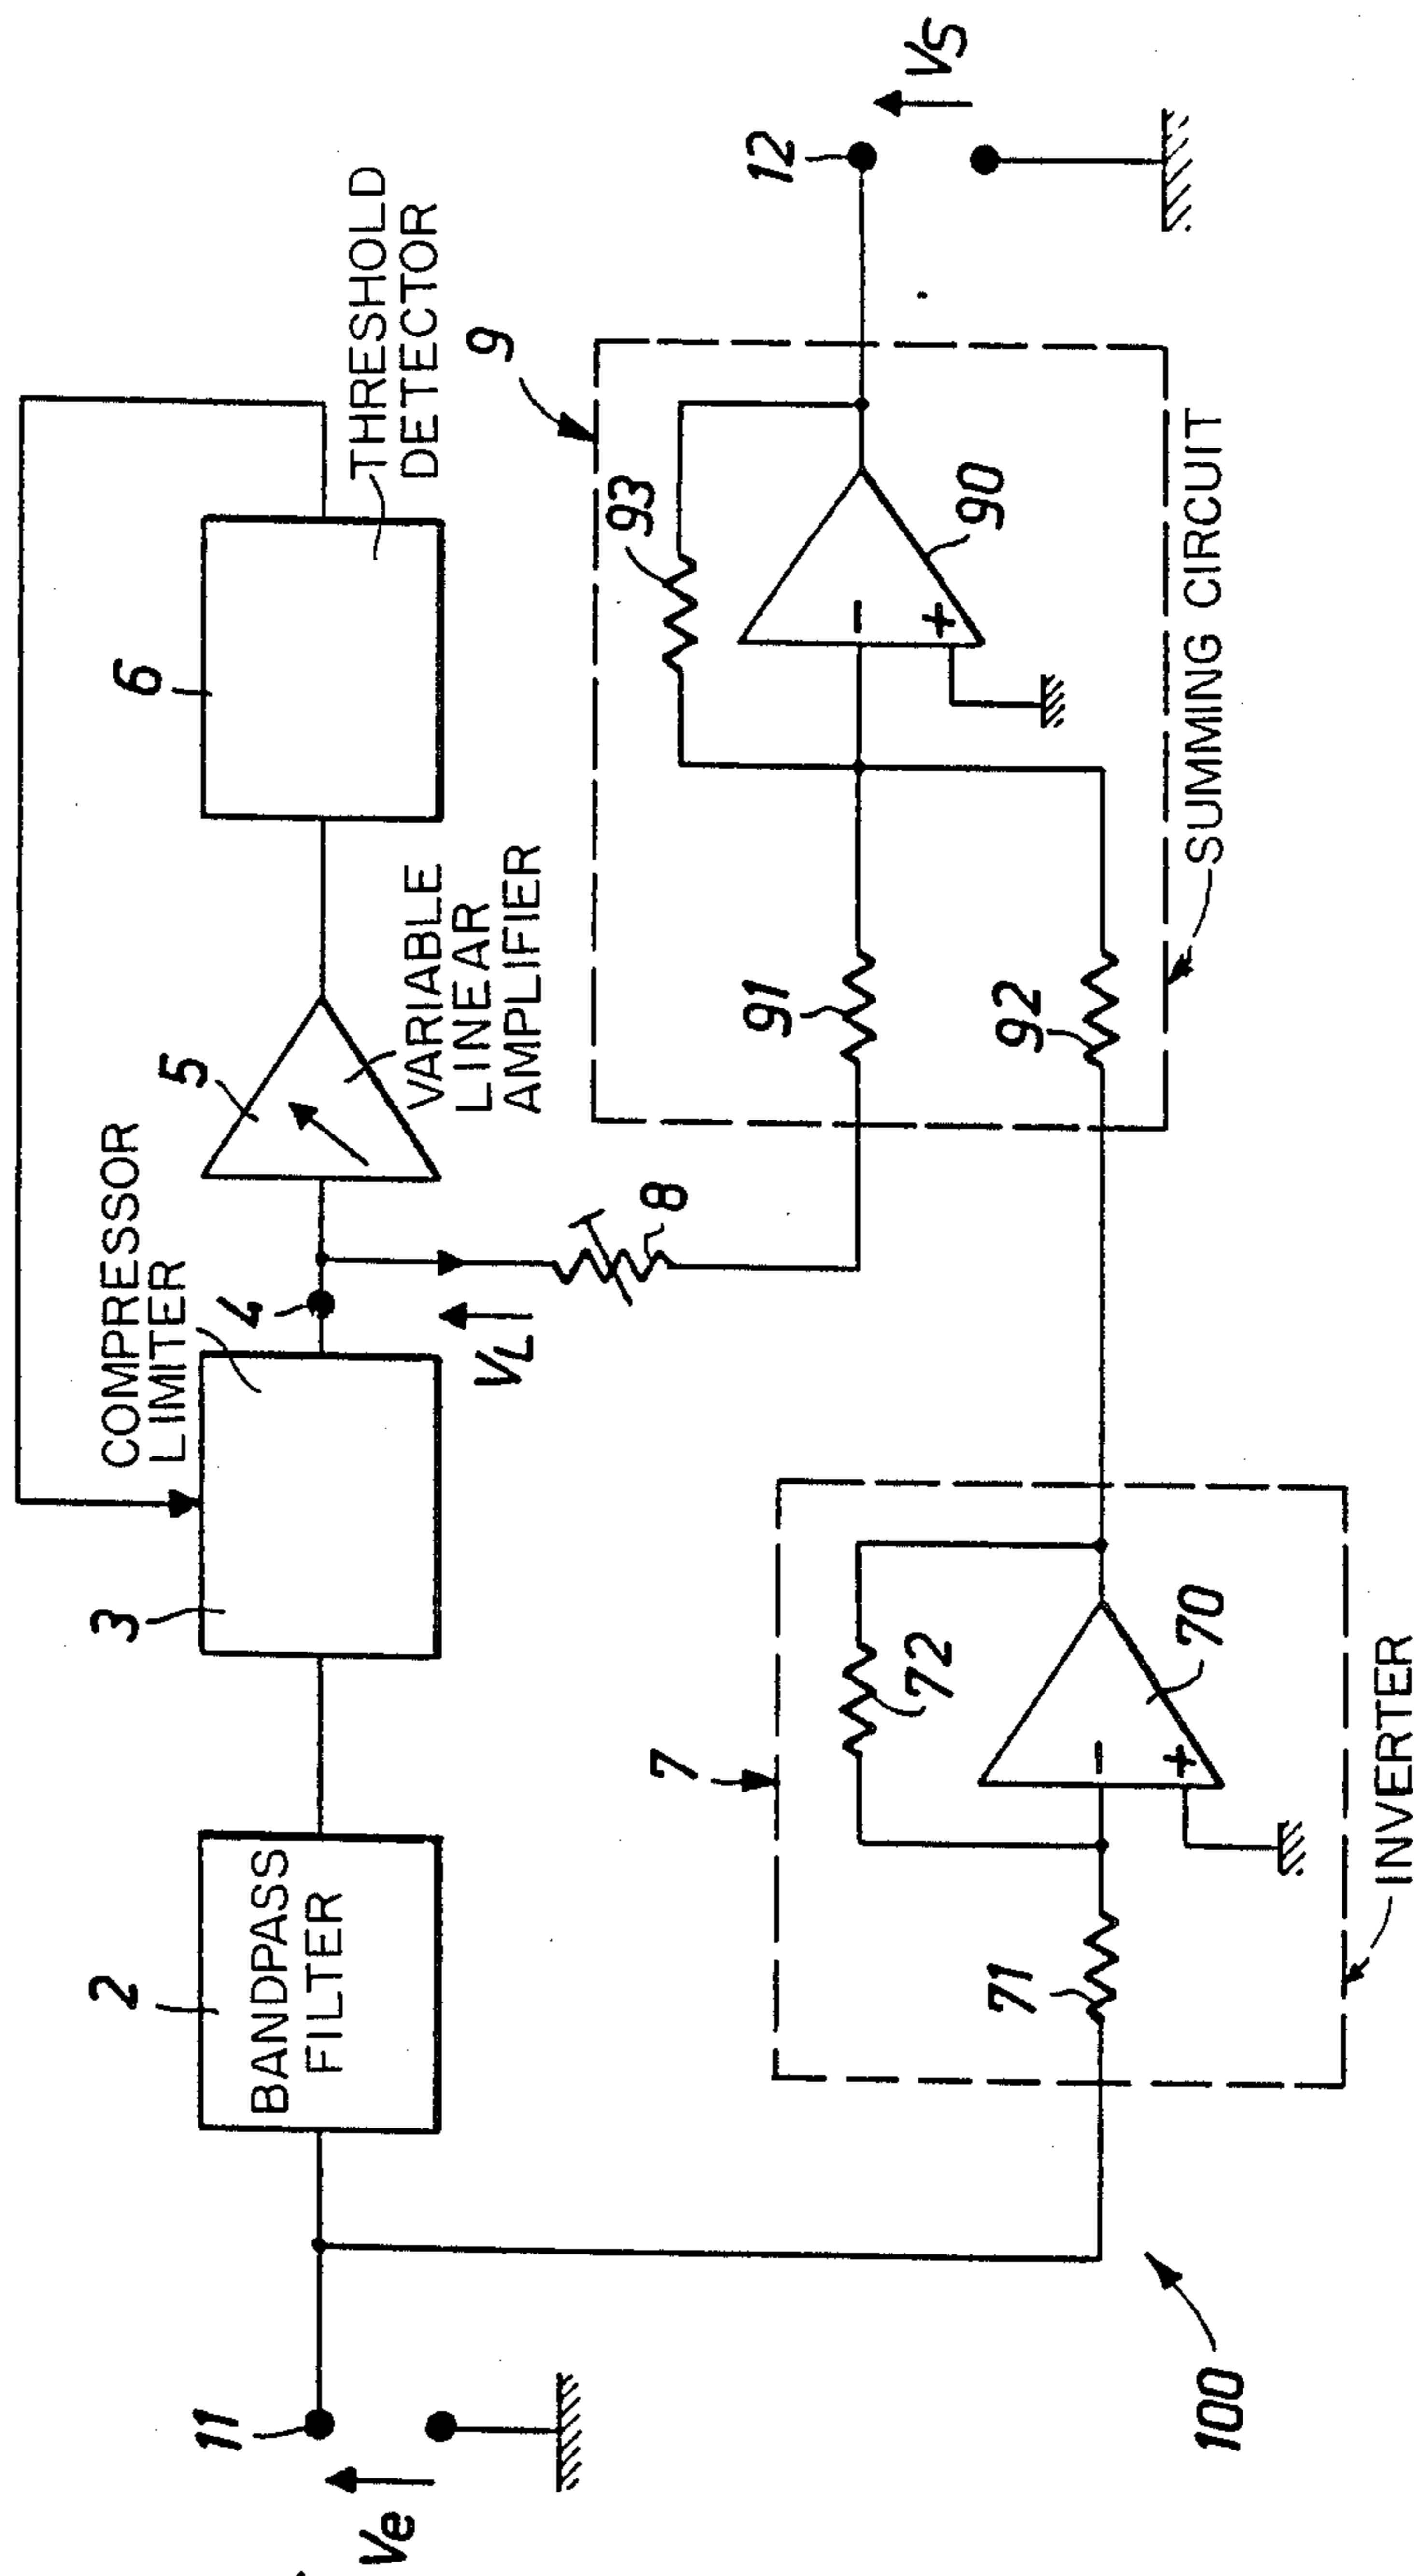 11
Ve
2
BANDPASS
FILTER
3
COMPRESSOR
LIMITER
4
VL
5
VARIABLE
LINEAR
AMPLIFIER
6
THRESHOLD
DETECTOR
8
7
71
72
70
-
+
INVERTER
9
91
92
93
90
-
+
SUMMING CIRCUIT
12
VS
100